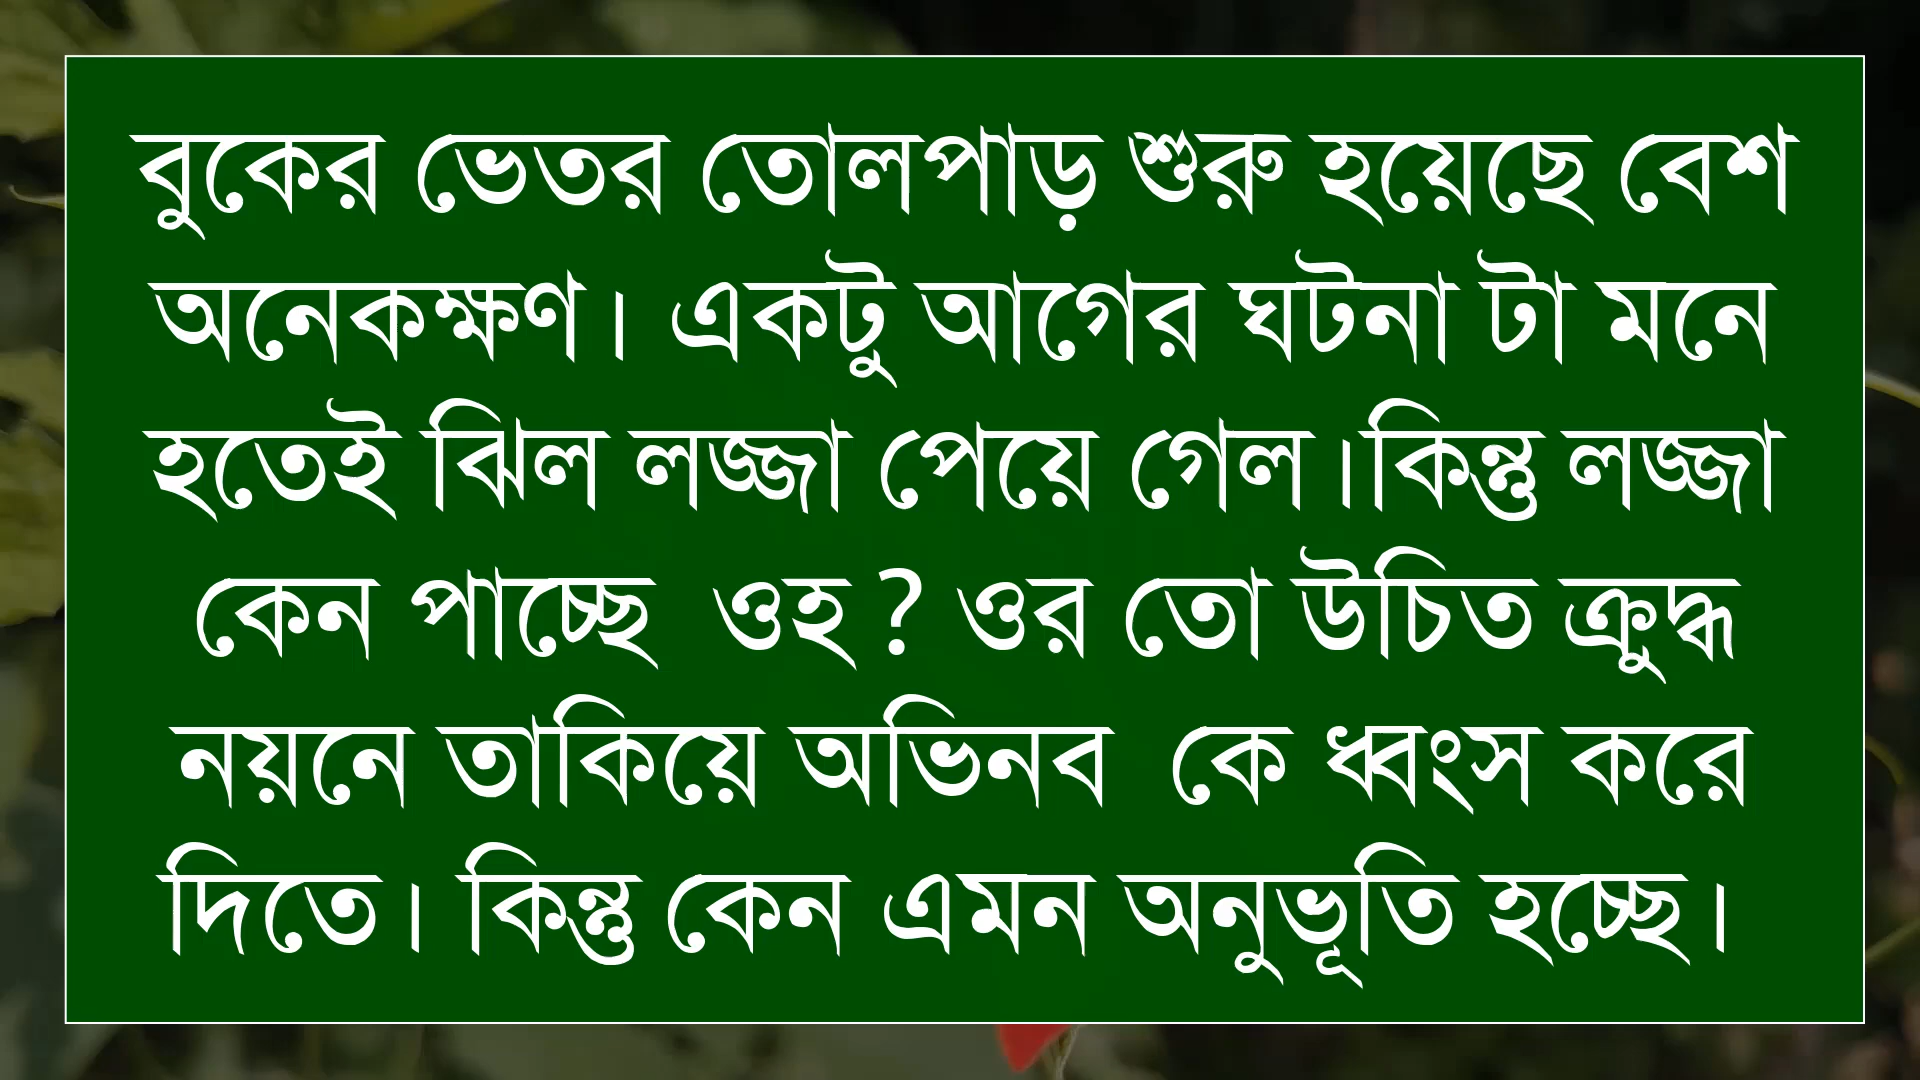 বুকের ভেতর তোলপাড় শুরু হয়েছে বেশ
অনেকক্ষণ। একটু আগের ঘটনা টা মনে
হতেই ঝিল লজ্জা পেয়ে গেল।কিন্তু লজ্জা
কেন পাচ্ছে ওহ? ওর তো উচিত ক্রুদ্ধ
নয়নে তাকিয়ে অভিনব কে ধ্বংস করে
দিতে। কিন্তু কেন এমন অনুভূতি হচ্ছে।